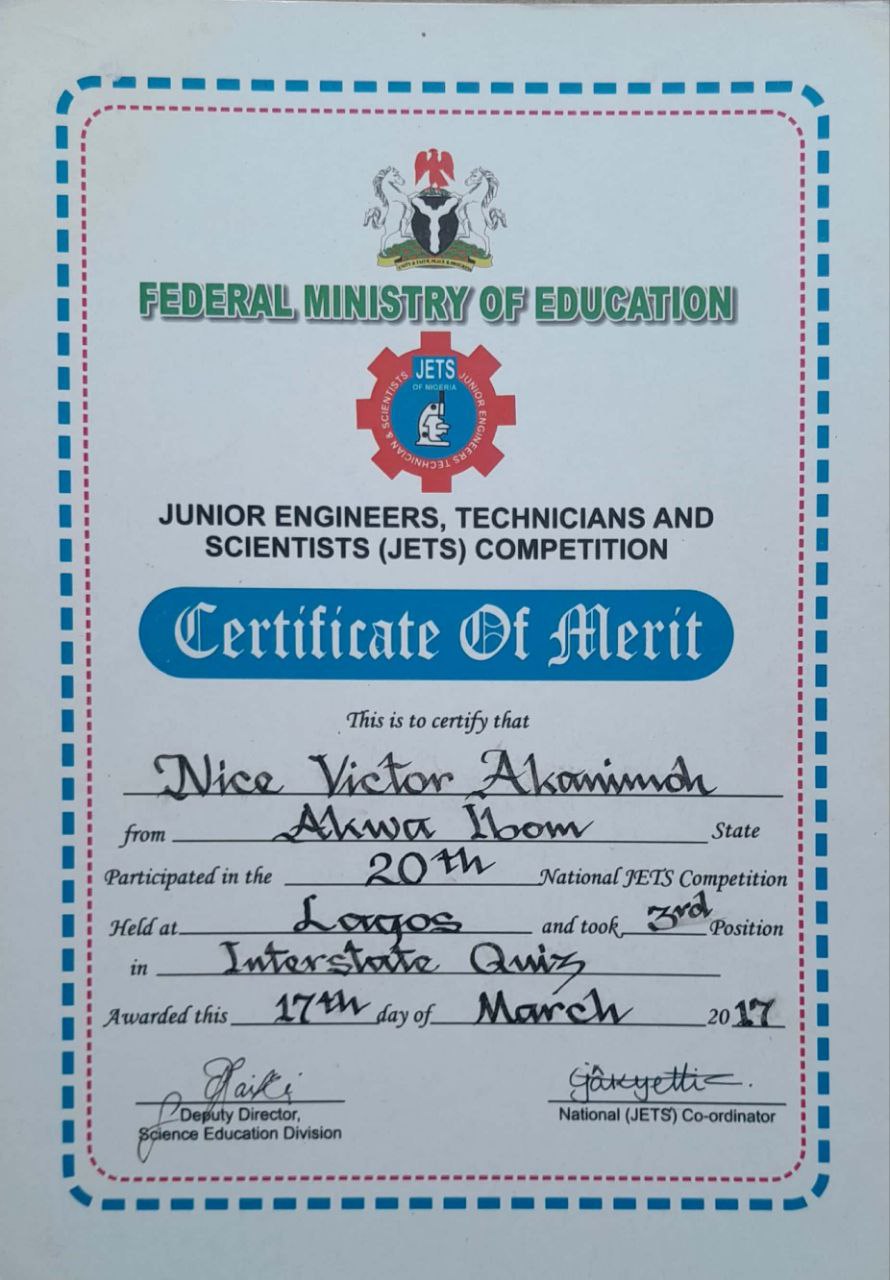 FEDERAL MINISTRY OF EDUCATION
JETS
OF NIGERIA
JUNIOR ENGINEERS TECHNICIAN & SCIENTISTS
JUNIOR ENGINEERS, TECHNICIANS AND
SCIENTISTS (JETS) COMPETITION
Certificate Of Merit
This is to certify that
Nice Victor Akanimoh
from Akwa Ibom State
Participated in the 20th National JETS Competition
Held at Lagos and took 3rd Position
in Interstate Quiz
Awarded this 17th day of March 2017
Deputy Director,
Science Education Division
National (JETS) Co-ordinator